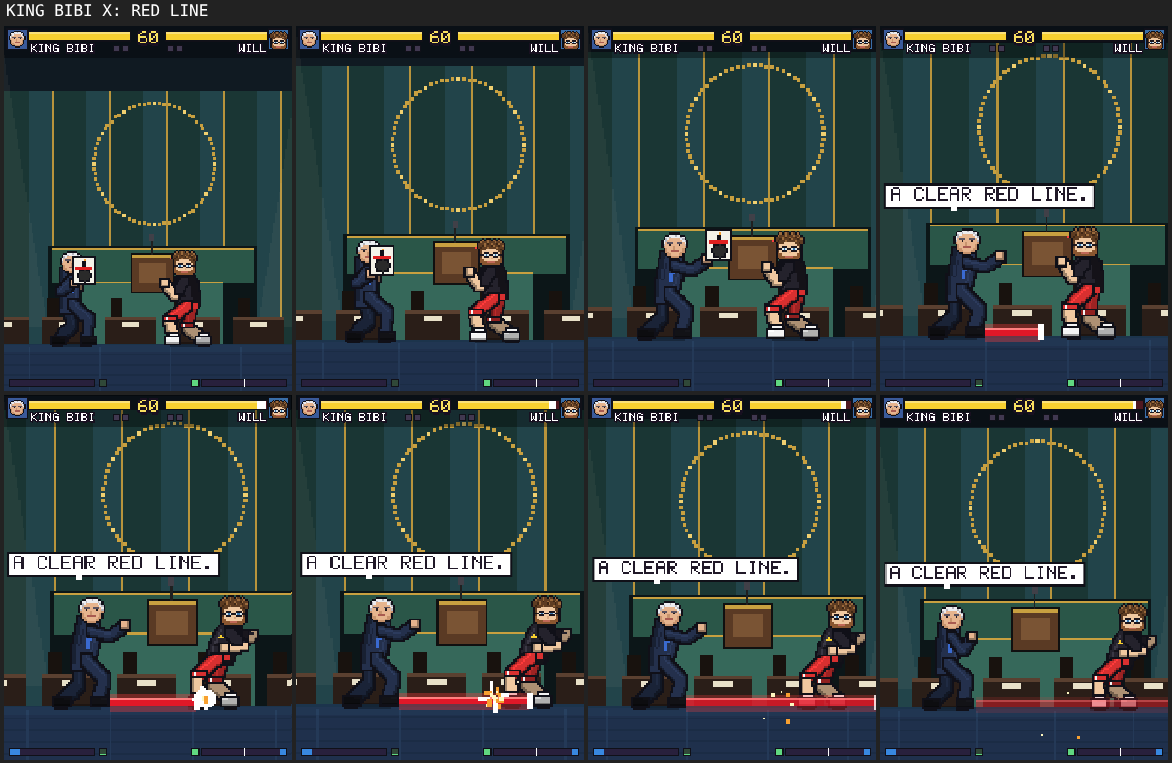 KING BIBI X: RED LINE
60 60 60 60
KING BIBI WILL KING BIBI WILL KING BIBI WILL KING BIBI WILL
A CLEAR RED LINE.
60 60 60 60
KING BIBI WILL KING BIBI WILL KING BIBI WILL KING BIBI WILL
A CLEAR RED LINE. A CLEAR RED LINE. A CLEAR RED LINE. A CLEAR RED LINE.